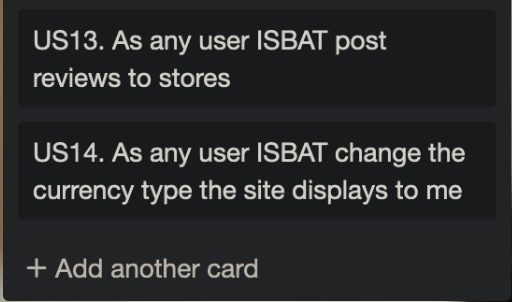 US13. As any user ISBAT post
reviews to stores
US14. As any user ISBAT change the
currency type the site displays to me
+ Add another card